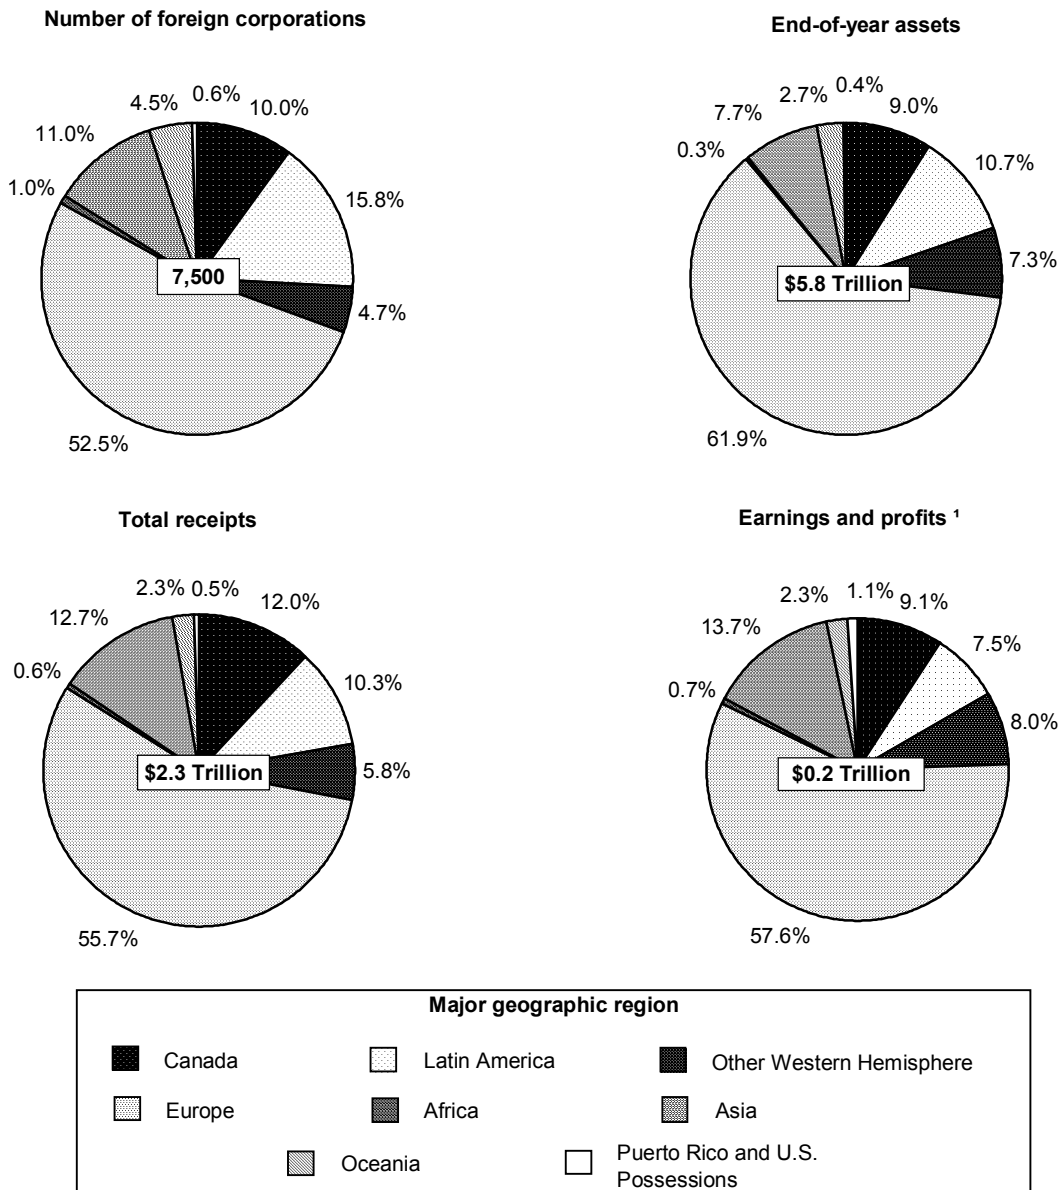 Number of foreign corporations
End-of-year assets
0.6%
10.0%
4.5%
11.0%
1.0%
15.8%
7,500
4.7%
52.5%
0.4%
9.0%
2.7%
7.7%
0.3%
10.7%
$5.8 Trillion
7.3%
61.9%
Total receipts
Earnings and profits ¹
2.3%
0.5%
12.0%
12.7%
0.6%
10.3%
$2.3 Trillion
5.8%
55.7%
1.1%
9.1%
2.3%
13.7%
0.7%
7.5%
8.0%
$0.2 Trillion
57.6%
Major geographic region
Canada
Latin America
Other Western Hemisphere
Europe
Africa
Asia
Oceania
Puerto Rico and U.S.
Possessions